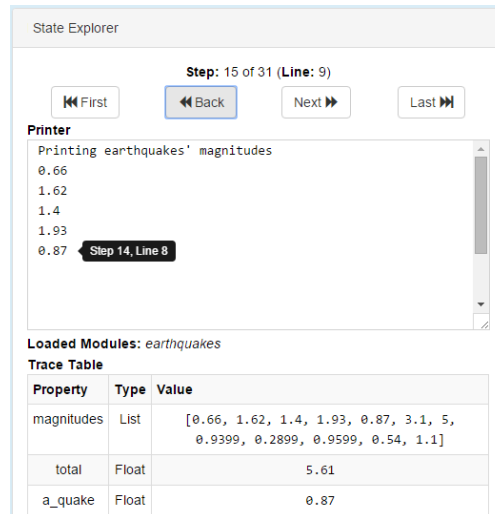 State Explorer
Step: 15 of 31 (Line: 9)
First Back Next Last
Printer
Printing earthquakes' magnitudes
0.66
1.62
1.4
1.93
0.87 Step 14, Line 8
Loaded Modules: earthquakes
Trace Table
Property Type Value
magnitudes List [0.66, 1.62, 1.4, 1.93, 0.87, 3.1, 5,
0.9399, 0.2899, 0.9599, 0.54, 1.1]
total Float 5.61
a_quake Float 0.87